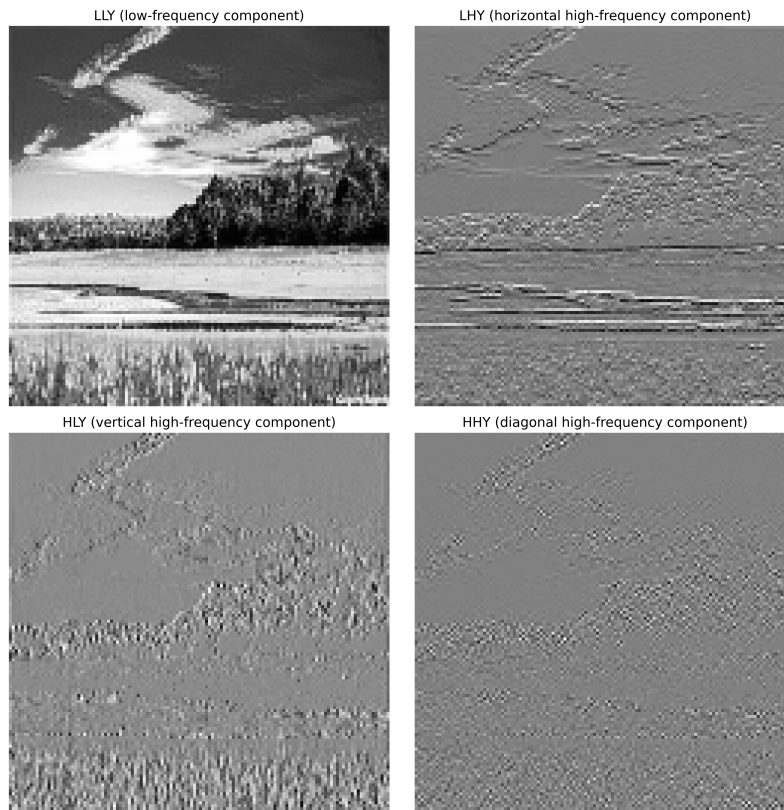 LLY (low-frequency component)
LHY (horizontal high-frequency component)
HLY (vertical high-frequency component)
HHY (diagonal high-frequency component)